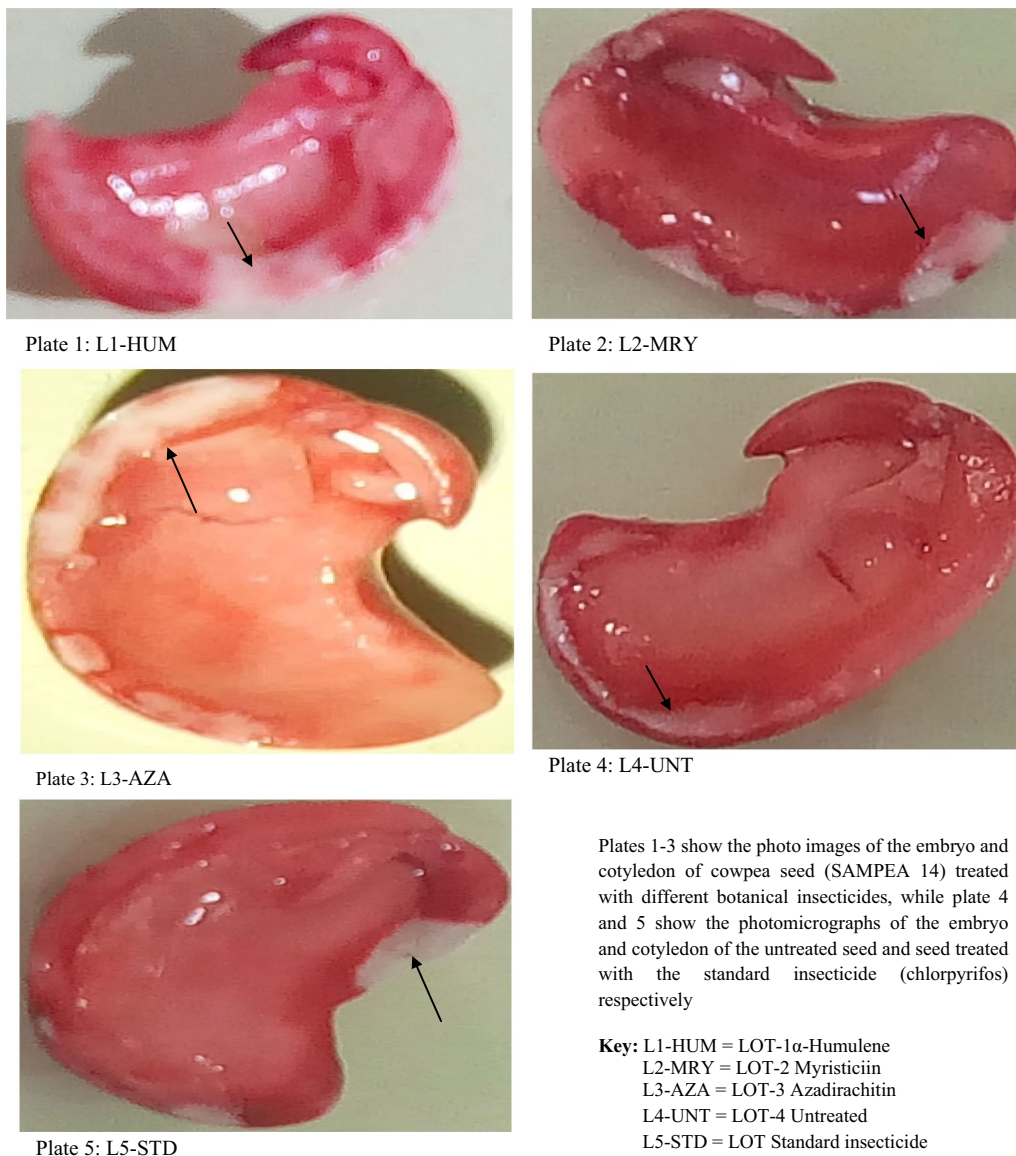 Plate 1: L1-HUM
Plate 2: L2-MRY
Plate 3: L3-AZA
Plate 4: L4-UNT
Plate 5: L5-STD
Plates 1-3 show the photo images of the embryo and
cotyledon of cowpea seed (SAMPEA 14) treated
with different botanical insecticides, while plate 4
and 5 show the photomicrographs of the embryo
and cotyledon of the untreated seed and seed treated
with the standard insecticide (chlorpyrifos)
respectively
Key: L1-HUM = LOT-1α-Humulene
L2-MRY = LOT-2 Myristiciin
L3-AZA = LOT-3 Azadirachitin
L4-UNT = LOT-4 Untreated
L5-STD = LOT Standard insecticide